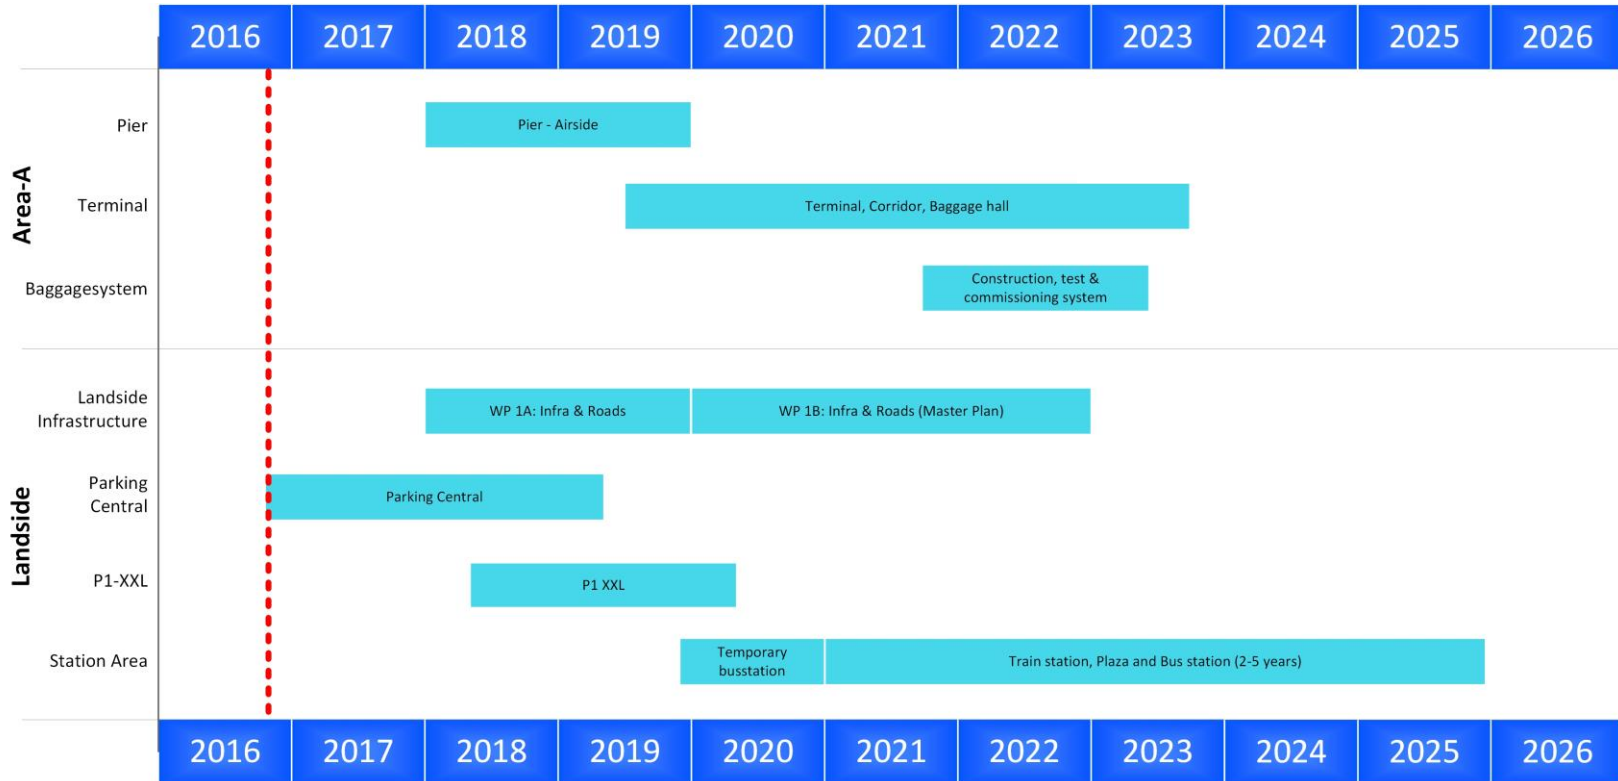 2016 2017 2018 2019 2020 2021 2022 2023 2024 2025 2026
Area-A
Pier
Pier - Airside
Terminal
Terminal, Corridor, Baggage hall
Baggagesystem
Construction, test &
commissioning system
Landside
Landside
Infrastructure
WP 1A: Infra & Roads
WP 1B: Infra & Roads (Master Plan)
Parking
Central
Parking Central
P1-XXL
P1 XXL
Station Area
Temporary
busstation
Train station, Plaza and Bus station (2-5 years)
2016 2017 2018 2019 2020 2021 2022 2023 2024 2025 2026